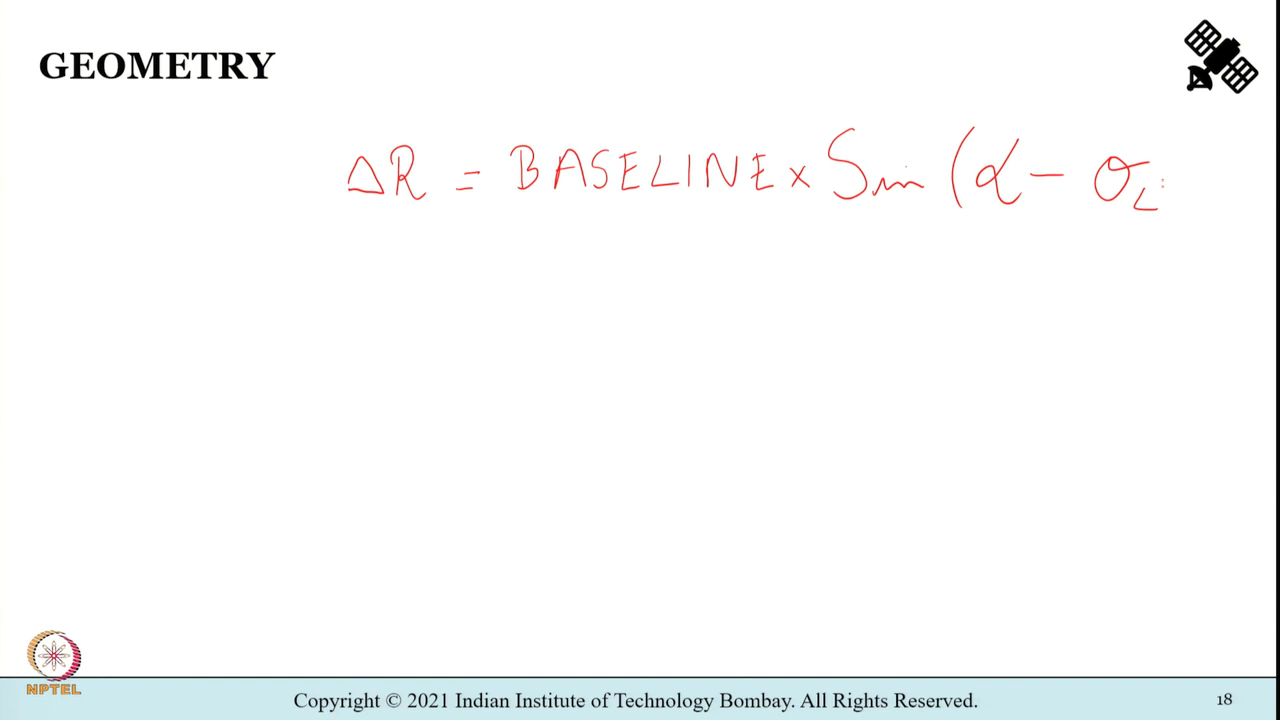 GEOMETRY
ΔR = BASELINE × Sin (α - θL
NPTEL
Copyright © 2021 Indian Institute of Technology Bombay. All Rights Reserved.
18